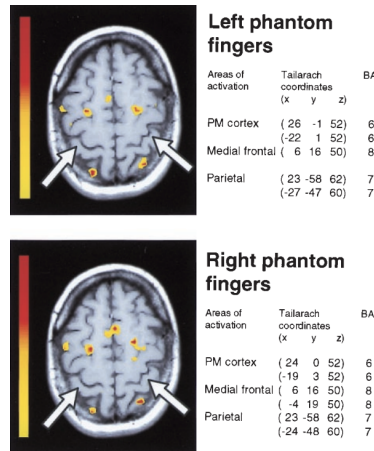 Left phantom
fingers
Areas of activation Tailarach coordinates BA
(x y z)
PM cortex ( 26 -1 52) 6
(-22 1 52) 6
Medial frontal ( 6 16 50) 8
Parietal ( 23 -58 62) 7
(-27 -47 60) 7
Right phantom
fingers
Areas of activation Tailarach coordinates BA
(x y z)
PM cortex ( 24 0 52) 6
(-19 3 52) 6
Medial frontal ( 6 16 50) 8
( -4 19 50) 8
Parietal ( 23 -58 62) 7
(-24 -48 60) 7